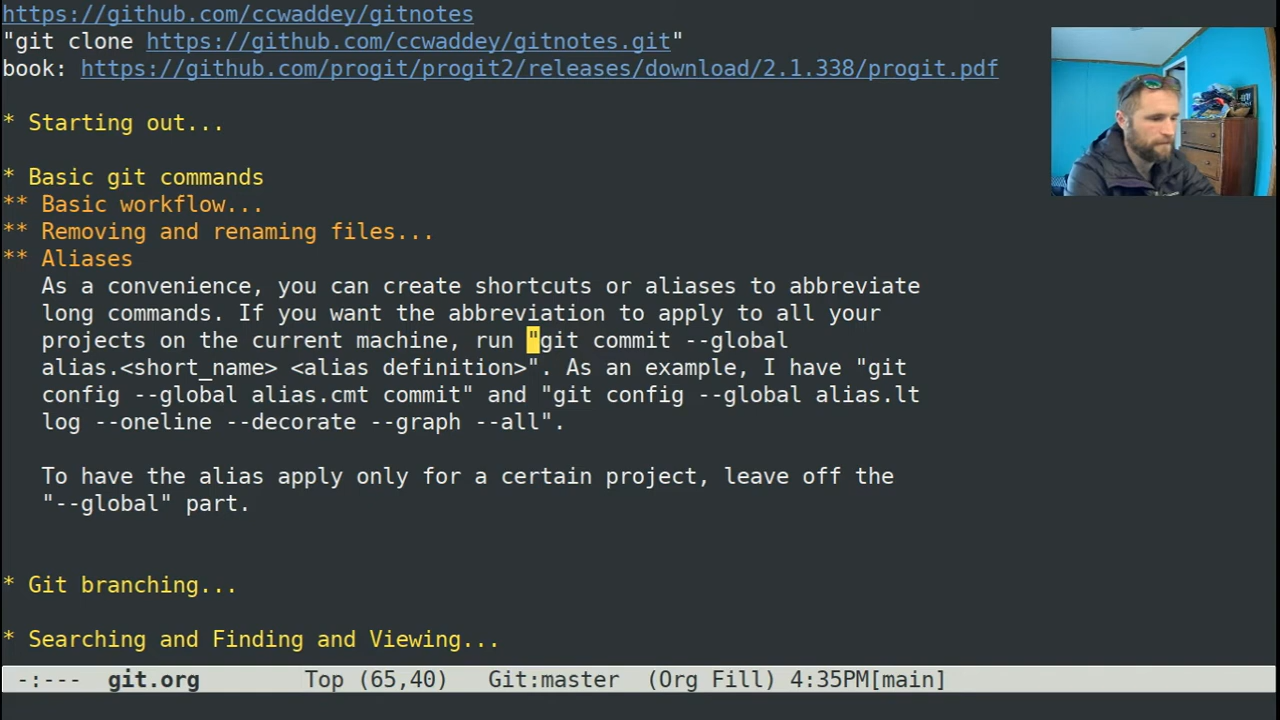 https://github.com/ccwaddey/gitnotes
"git clone https://github.com/ccwaddey/gitnotes.git"
book: https://github.com/progit/progit2/releases/download/2.1.338/progit.pdf
* Starting out...
* Basic git commands
** Basic workflow...
** Removing and renaming files...
** Aliases
As a convenience, you can create shortcuts or aliases to abbreviate
long commands. If you want the abbreviation to apply to all your
projects on the current machine, run "git commit --global
alias.<short_name> <alias definition>". As an example, I have "git
config --global alias.cmt commit" and "git config --global alias.lt
log --oneline --decorate --graph --all".
To have the alias apply only for a certain project, leave off the
"--global" part.
* Git branching...
* Searching and Finding and Viewing...
-:--- git.org Top (65,40) Git:master (Org Fill) 4:35PM[main]